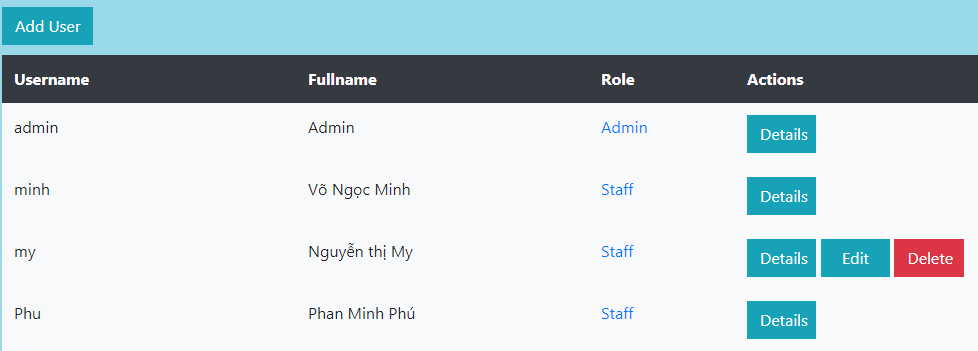 Add User
Username Fullname Role Actions
admin Admin Admin Details
minh Võ Ngọc Minh Staff Details
my Nguyễn thị My Staff Details Edit Delete
Phu Phan Minh Phú Staff Details